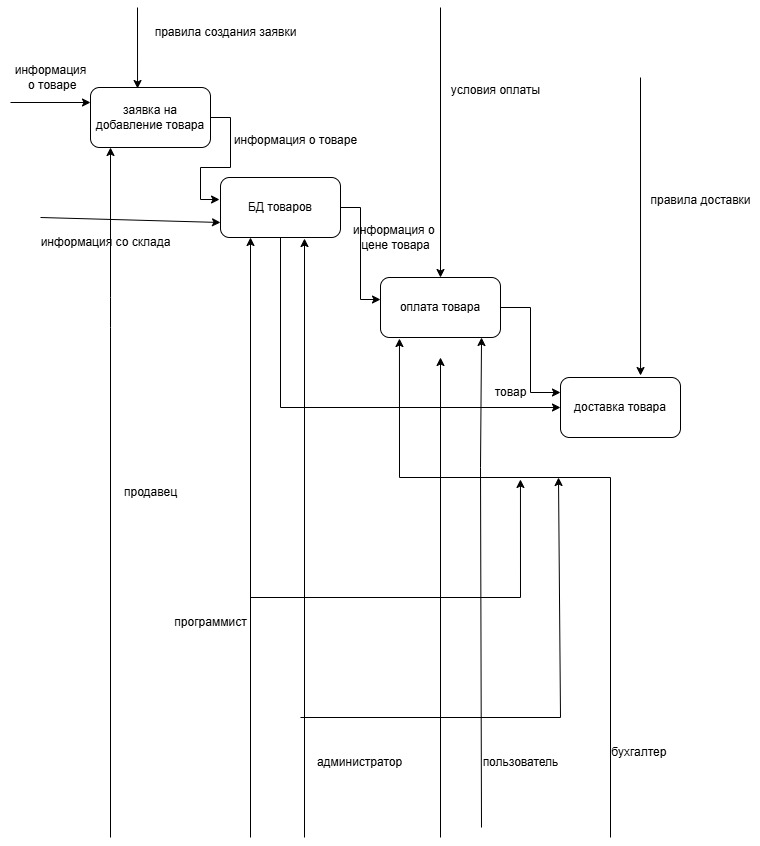 правила создания заявки
информация
о товаре
условия оплаты
заявка на
добавление товара
информация о товаре
правила доставки
БД товаров
информация о
цене товара
информация со склада
оплата товара
товар
доставка товара
продавец
программист
бухгалтер
администратор
пользователь